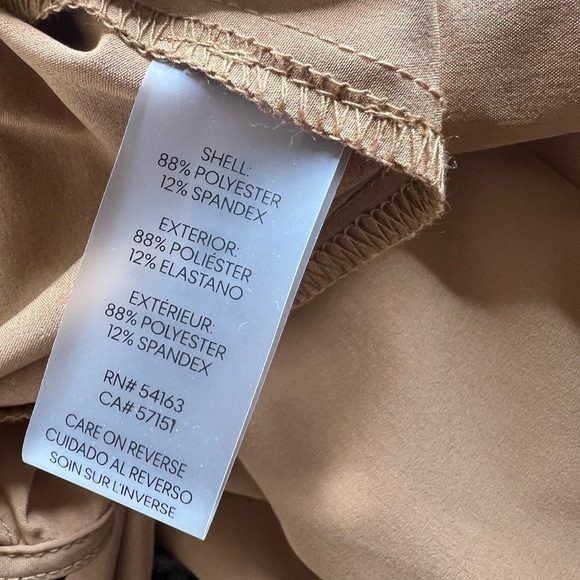 SHELL:
88% POLYESTER
12% SPANDEX
EXTERIOR:
88% POLIÉSTER
12% ELASTANO
EXTÉRIEUR:
88% POLYESTER
12% SPANDEX
RN# 54163
CA# 57151
CARE ON REVERSE
CUIDADO AL REVERSO
SOIN SUR L'INVERSE